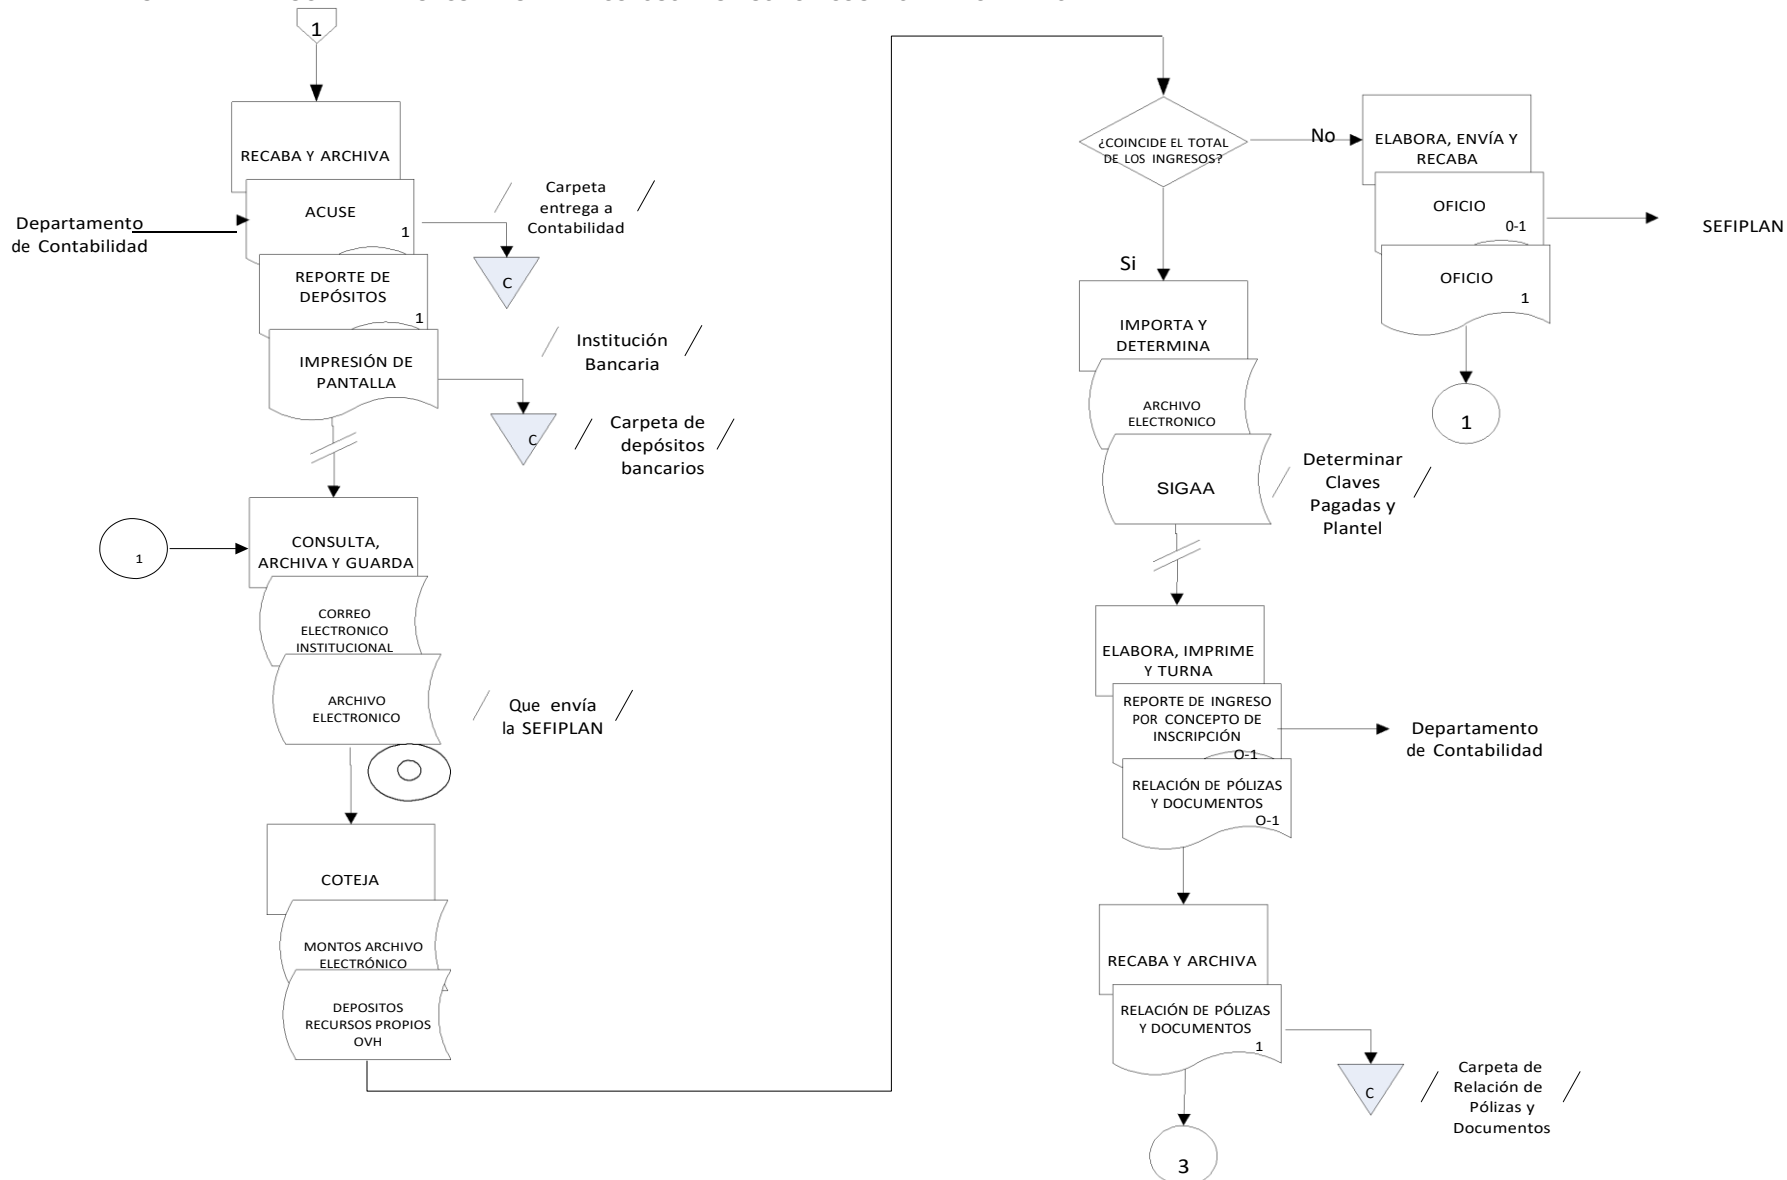 1
RECABA Y ARCHIVA
Departamento
de Contabilidad
ACUSE
1
Carpeta
entrega a
Contabilidad
C
REPORTE DE
DEPÓSITOS
1
IMPRESIÓN DE
PANTALLA
Institución
Bancaria
C
Carpeta de
depósitos
bancarios
1
CONSULTA,
ARCHIVA Y GUARDA
CORREO
ELECTRONICO
INSTITUCIONAL
ARCHIVO
ELECTRONICO
Que envía
la SEFIPLAN
COTEJA
MONTOS ARCHIVO
ELECTRÓNICO
DEPOSITOS
RECURSOS PROPIOS
OVH
¿COINCIDE EL TOTAL
DE LOS INGRESOS?
No
ELABORA, ENVÍA Y
RECABA
OFICIO
0-1
SEFIPLAN
OFICIO
1
1
Si
IMPORTA Y
DETERMINA
ARCHIVO
ELECTRONICO
SIGAA
Determinar
Claves
Pagadas y
Plantel
ELABORA, IMPRIME
Y TURNA
REPORTE DE INGRESO
POR CONCEPTO DE
INSCRIPCIÓN
O-1
Departamento
de Contabilidad
RELACIÓN DE PÓLIZAS
Y DOCUMENTOS
O-1
RECABA Y ARCHIVA
RELACIÓN DE PÓLIZAS
Y DOCUMENTOS
1
C
Carpeta de
Relación de
Pólizas y
Documentos
3